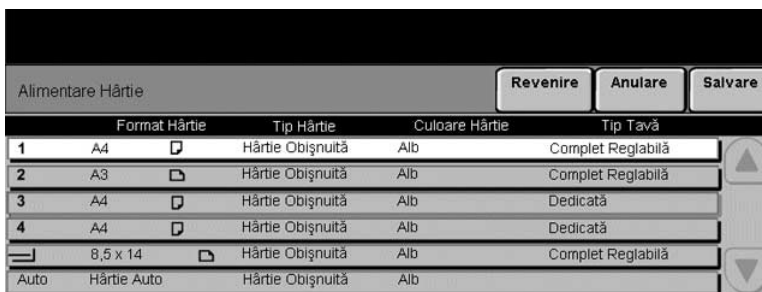 Alimentare Hârtie Revenire Anulare Salvare
Format Hârtie Tip Hârtie Culoare Hârtie Tip Tavă
1 A4 Hârtie Obişnuită Alb Complet Reglabilă
2 A3 Hârtie Obişnuită Alb Complet Reglabilă
3 A4 Hârtie Obişnuită Alb Dedicată
4 A4 Hârtie Obişnuită Alb Dedicată
8,5 x 14 Hârtie Obişnuită Alb Complet Reglabilă
Auto Hârtie Auto Hârtie Obişnuită Alb